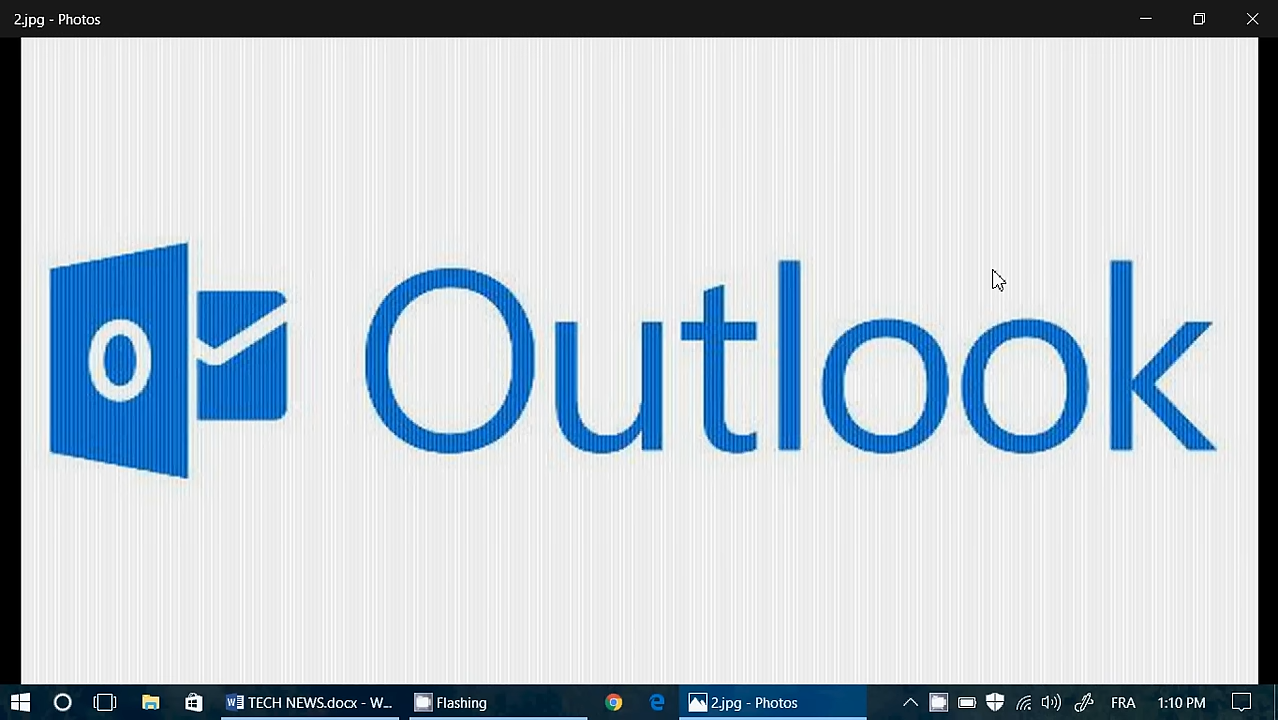 2.jpg - Photos
Outlook
TECH NEWS.docx - W...
Flashing
2.jpg - Photos
FRA
1:10 PM